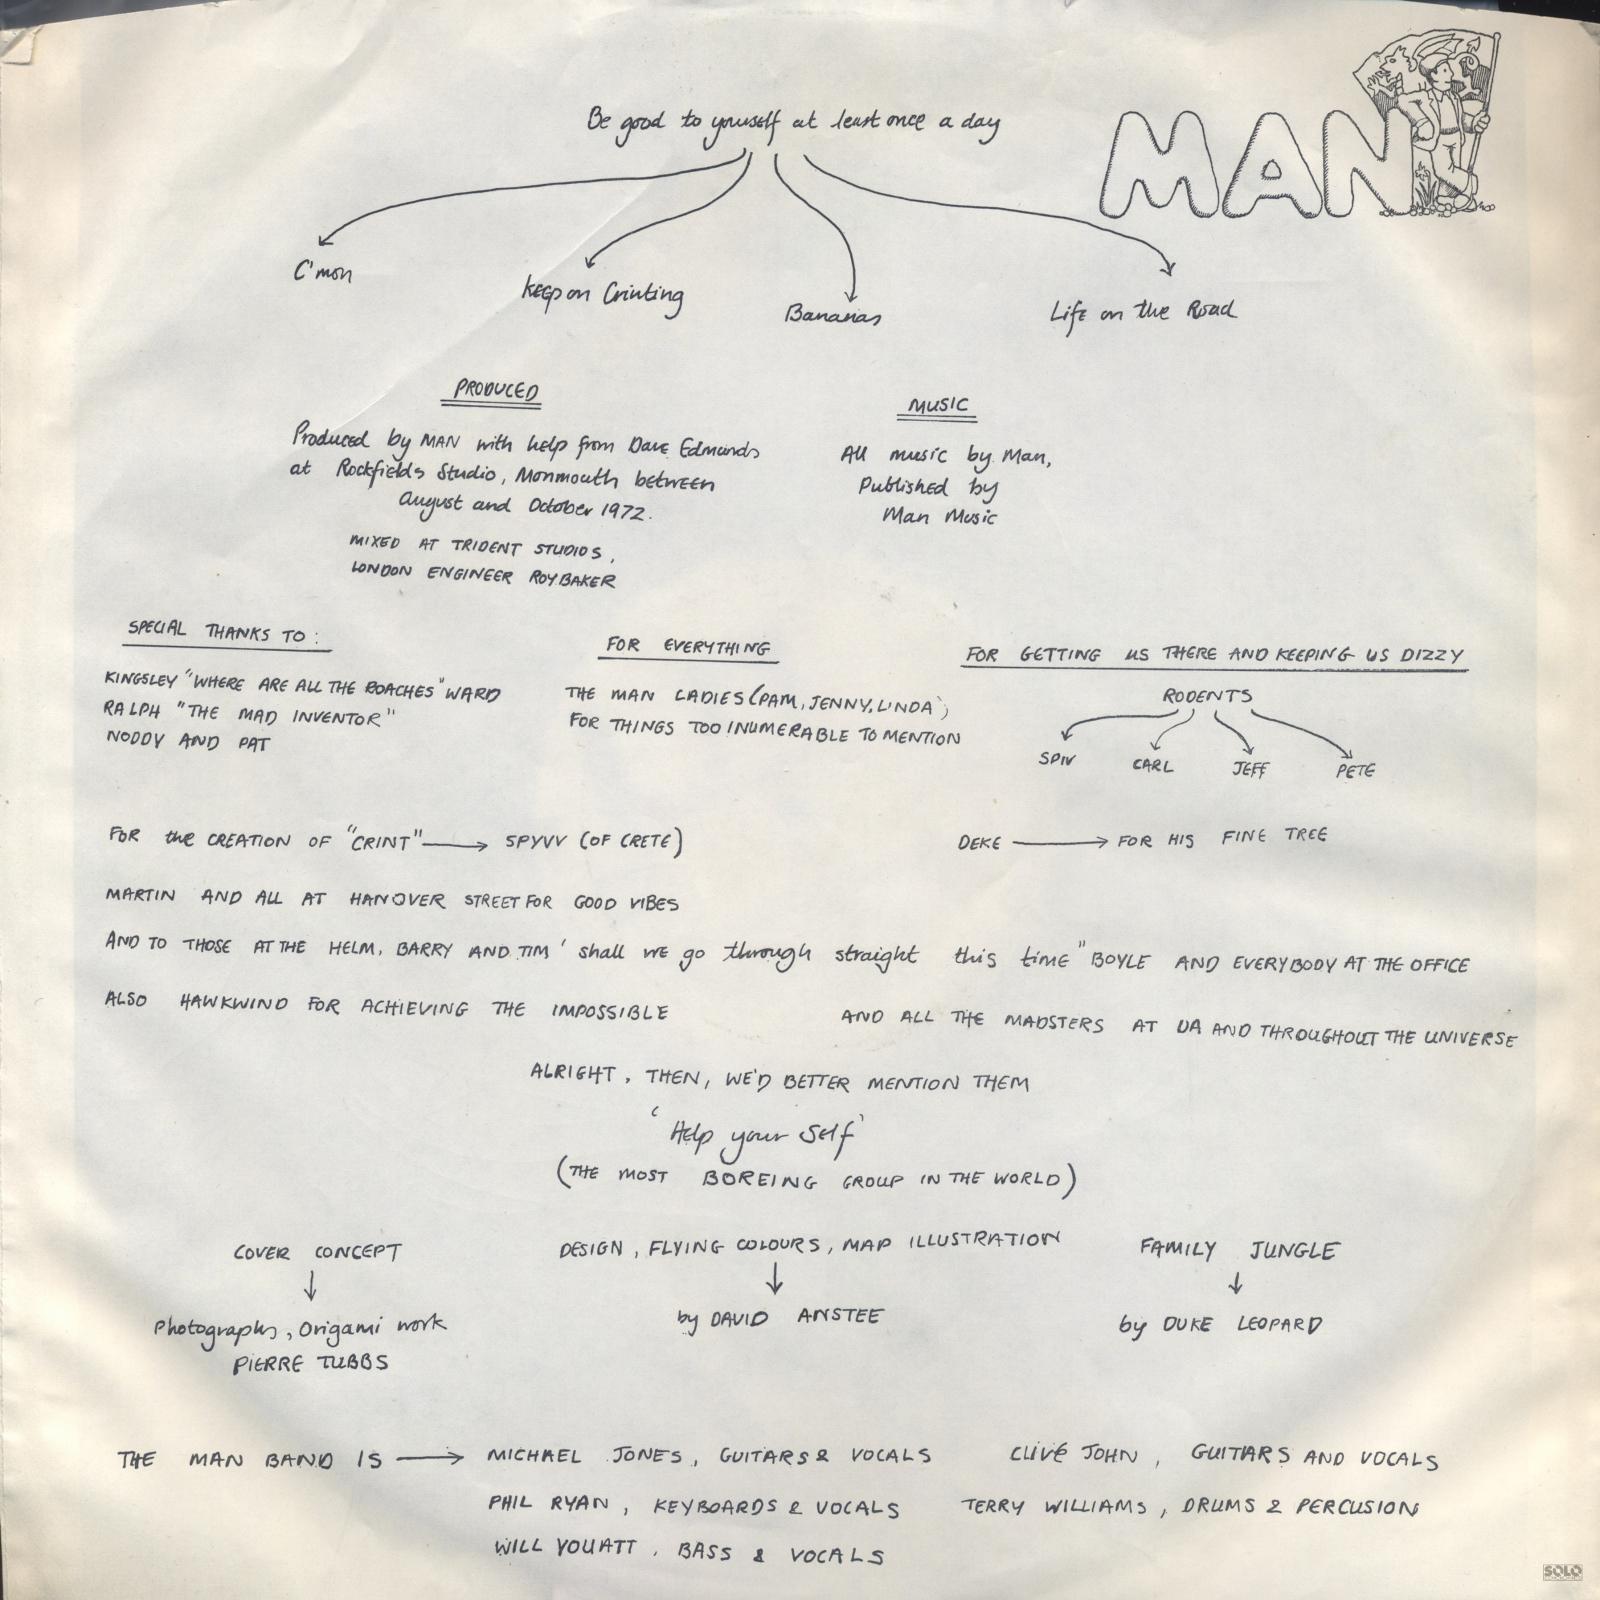 Be good to yourself at least once a day
MAN
C'mon
Keep on Crinting
Bananas
Life on the Road
PRODUCED
Produced by MAN with help from Dave Edmunds
at Rockfields Studio, Monmouth between
August and October 1972.
MIXED AT TRIDENT STUDIOS,
LONDON ENGINEER ROY BAKER
MUSIC
All music by Man,
Published by
Man Music
SPECIAL THANKS TO:
KINGSLEY "WHERE ARE ALL THE ROACHES" WARD
RALPH "THE MAD INVENTOR"
NODDY AND PAT
FOR EVERYTHING
THE MAN LADIES (PAM, JENNY, LINDA)
FOR THINGS TOO INUMERABLE TO MENTION
FOR GETTING US THERE AND KEEPING US DIZZY
RODENTS
SPIV CARL JEFF PETE
FOR the CREATION OF "CRINT" → SPYVV (OF CRETE)
DEKE → FOR HIS FINE TREE
MARTIN AND ALL AT HANOVER STREET FOR GOOD VIBES
AND TO THOSE AT THE HELM, BARRY AND TIM ' shall we go through straight this time" BOYLE AND EVERYBODY AT THE OFFICE
ALSO HAWKWIND FOR ACHIEVING THE IMPOSSIBLE
AND ALL THE MADSTERS AT UA AND THROUGHOUT THE UNIVERSE
ALRIGHT, THEN, WE'D BETTER MENTION THEM
'Help your Self'
(THE MOST BOREING GROUP IN THE WORLD)
COVER CONCEPT
Photographs, Origami work
PIERRE TUBBS
DESIGN, FLYING COLOURS, MAP ILLUSTRATION
by DAVID ANSTEE
FAMILY JUNGLE
by DUKE LEOPARD
THE MAN BAND IS → MICHAEL JONES, GUITARS & VOCALS CLIVE JOHN, GUITARS AND VOCALS
PHIL RYAN, KEYBOARDS & VOCALS TERRY WILLIAMS, DRUMS & PERCUSION
WILL YOUATT, BASS & VOCALS
SOLO